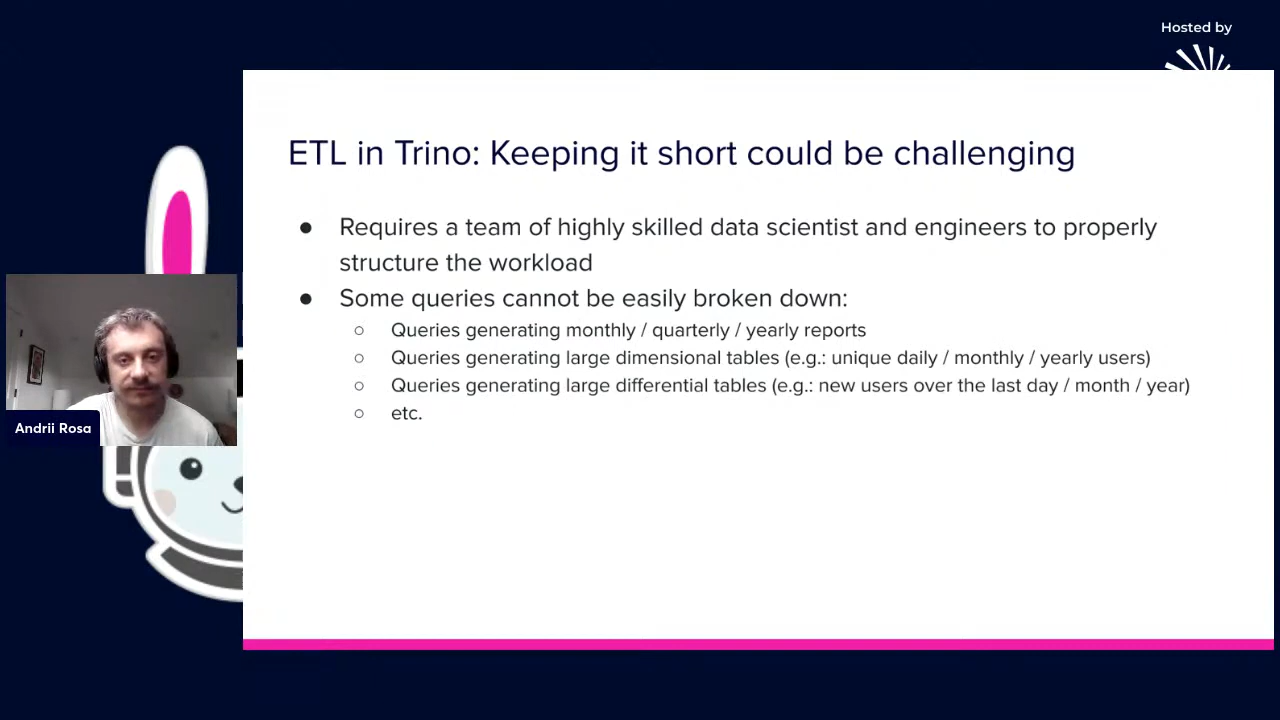 Hosted by
ETL in Trino: Keeping it short could be challenging
● Requires a team of highly skilled data scientist and engineers to properly
structure the workload
● Some queries cannot be easily broken down:
○ Queries generating monthly / quarterly / yearly reports
○ Queries generating large dimensional tables (e.g.: unique daily / monthly / yearly users)
○ Queries generating large differential tables (e.g.: new users over the last day / month / year)
○ etc.
Andrii Rosa